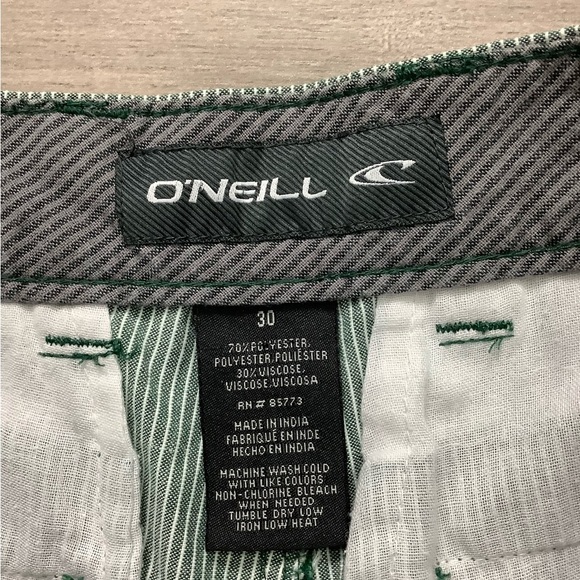 O'NEILL
30
70% POLYESTER,
POLYESTER, POLIÈSTER
30% VISCOSE,
VISCOSE, VISCOSA
RN# 85773
MADE IN INDIA
FABRIQUÉ EN INDE
HECHO EN INDIA
MACHINE WASH COLD
WITH LIKE COLORS
NON-CHLORINE BLEACH
WHEN NEEDED
TUMBLE DRY LOW
IRON LOW HEAT